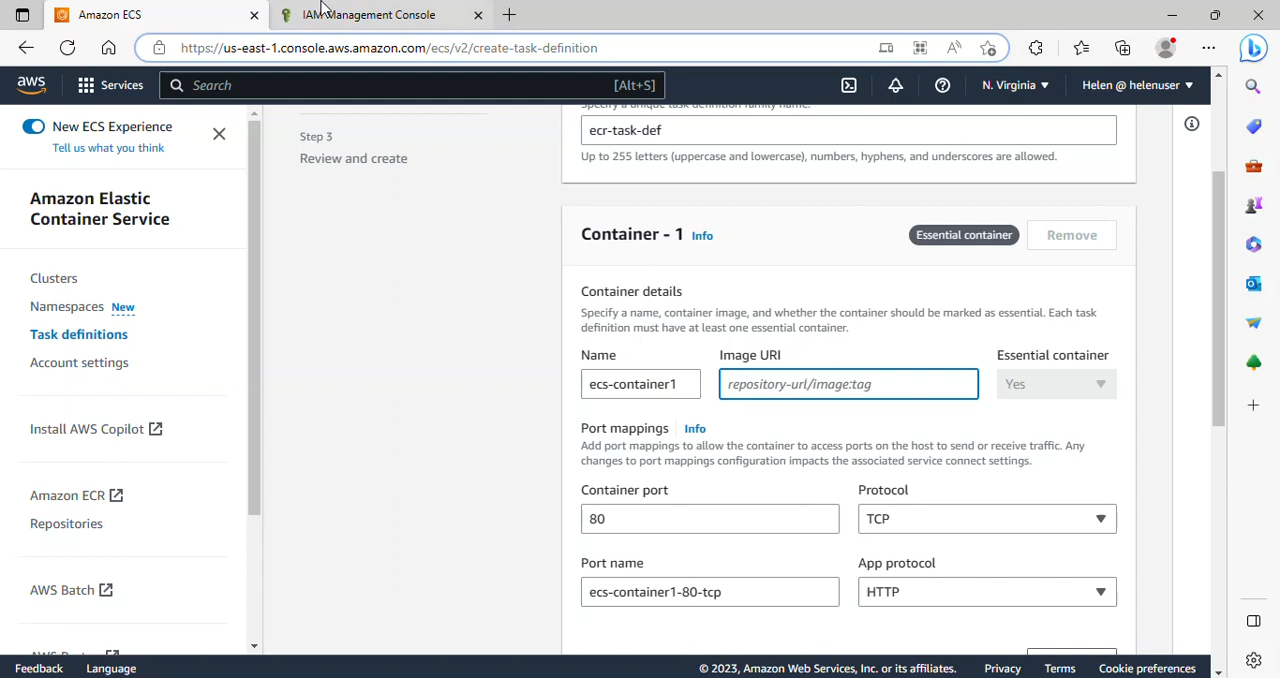 Amazon ECS
IAM Management Console
https://us-east-1.console.aws.amazon.com/ecs/v2/create-task-definition
aws
Services
Search
[Alt+S]
N. Virginia
Helen @ helenuser
New ECS Experience
Tell us what you think
Amazon Elastic
Container Service
Clusters
Namespaces New
Task definitions
Account settings
Install AWS Copilot
Amazon ECR
Repositories
AWS Batch
Step 3
Review and create
Specify a unique task definition family name.
ecr-task-def
Up to 255 letters (uppercase and lowercase), numbers, hyphens, and underscores are allowed.
Container - 1 Info
Essential container
Remove
Container details
Specify a name, container image, and whether the container should be marked as essential. Each task
definition must have at least one essential container.
Name
Image URI
Essential container
ecs-container1
repository-url/image:tag
Yes
Port mappings Info
Add port mappings to allow the container to access ports on the host to send or receive traffic. Any
changes to port mappings configuration impacts the associated service connect settings.
Container port
Protocol
80
TCP
Port name
App protocol
ecs-container1-80-tcp
HTTP
Feedback
Language
© 2023, Amazon Web Services, Inc. or its affiliates.
Privacy
Terms
Cookie preferences